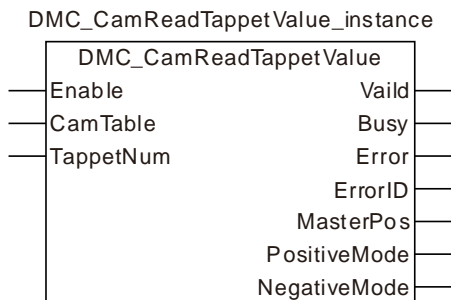 DMC_CamReadTappetValue_instance
DMC_CamReadTappetValue
Enable Vaild
CamTable Busy
TappetNum Error
ErrorID
MasterPos
PositiveMode
NegativeMode